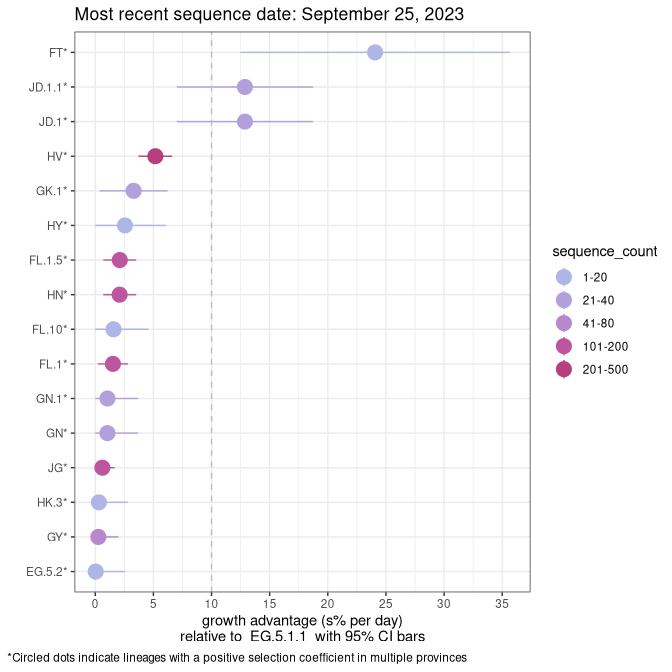 Most recent sequence date: September 25, 2023
FT*
JD.1.1*
JD.1*
HV*
GK.1*
HY*
FL.1.5*
HN*
FL.10*
FL.1*
GN.1*
GN*
JG*
HK.3*
GY*
EG.5.2*
0 5 10 15 20 25 30 35
growth advantage (s% per day)
relative to EG.5.1.1 with 95% CI bars
sequence_count
1-20
21-40
41-80
101-200
201-500
*Circled dots indicate lineages with a positive selection coefficient in multiple provinces